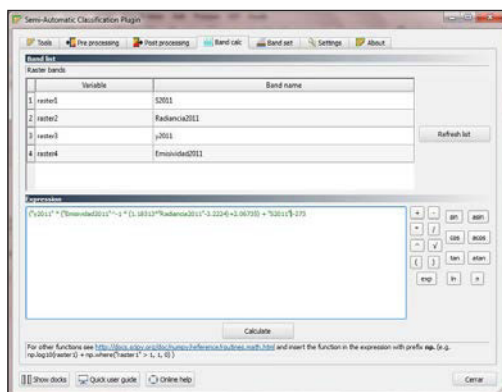 Semi-Automatic Classification Plugin
Tools Pre processing Post processing Band calc Band set Settings About
Band list
Raster bands
Variable Band name
1 raster1 S2011
2 raster2 Radiancia2011
3 raster3 y2011
4 raster4 Emisividad2011
Refresh list
Expression
("y2011" * ("Emisividad2011"^-1 * (1.18313*"Radiancia2011"-3.2224)+2.06735) + "S2011")-273
+ - sin asin
* / cos acos
^ √ tan atan
( )
exp ln π
Calculate
For other functions see http://docs.scipy.org/doc/numpy/reference/routines.math.html and insert the function in the expression with prefix np. (e.g.
np.log10(raster1) + np.where("raster1" > 1, 1, 0) )
Show docks Quick user guide Online help Cerrar